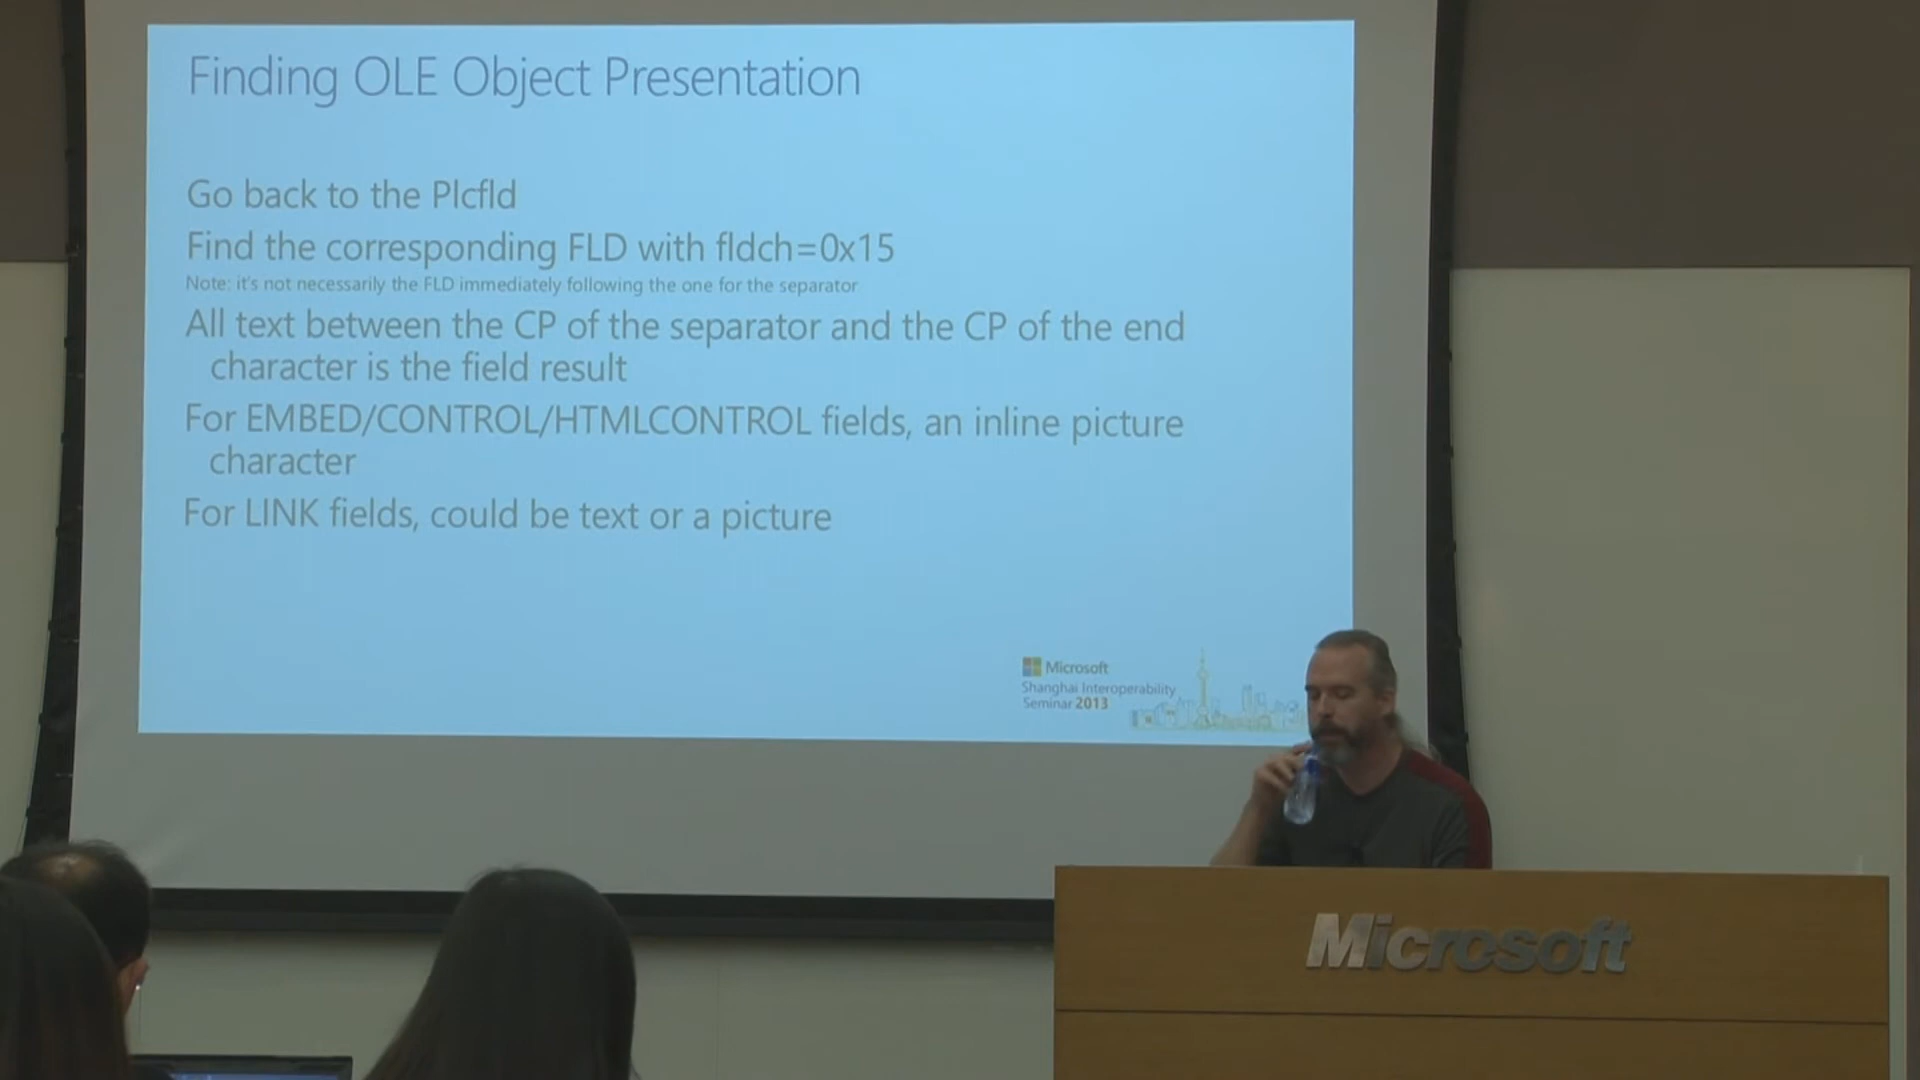 Finding OLE Object Presentation
Go back to the Plcfld
Find the corresponding FLD with fldch=0x15
Note: it's not necessarily the FLD immediately following the one for the separator
All text between the CP of the separator and the CP of the end
character is the field result
For EMBED/CONTROL/HTMLCONTROL fields, an inline picture
character
For LINK fields, could be text or a picture
Microsoft
Shanghai Interoperability
Seminar 2013
Microsoft